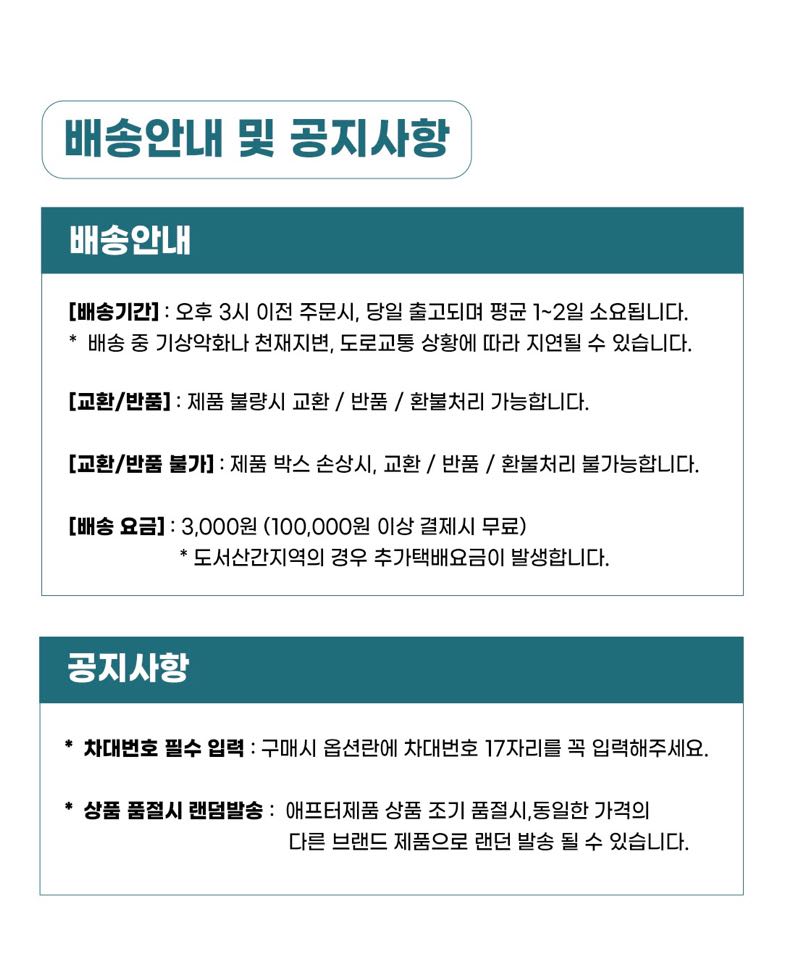 배송안내 및 공지사항
배송안내
[배송기간] : 오후 3시 이전 주문시, 당일 출고되며 평균 1~2일 소요됩니다.
* 배송 중 기상악화나 천재지변, 도로교통 상황에 따라 지연될 수 있습니다.
[교환/반품] : 제품 불량시 교환 / 반품 / 환불처리 가능합니다.
[교환/반품 불가] : 제품 박스 손상시, 교환 / 반품 / 환불처리 불가능합니다.
[배송 요금] : 3,000원 (100,000원 이상 결제시 무료)
* 도서산간지역의 경우 추가택배요금이 발생합니다.
공지사항
* 차대번호 필수 입력 : 구매시 옵션란에 차대번호 17자리를 꼭 입력해주세요.
* 상품 품절시 랜덤발송 : 애프터제품 상품 조기 품절시,동일한 가격의
다른 브랜드 제품으로 랜던 발송 될 수 있습니다.